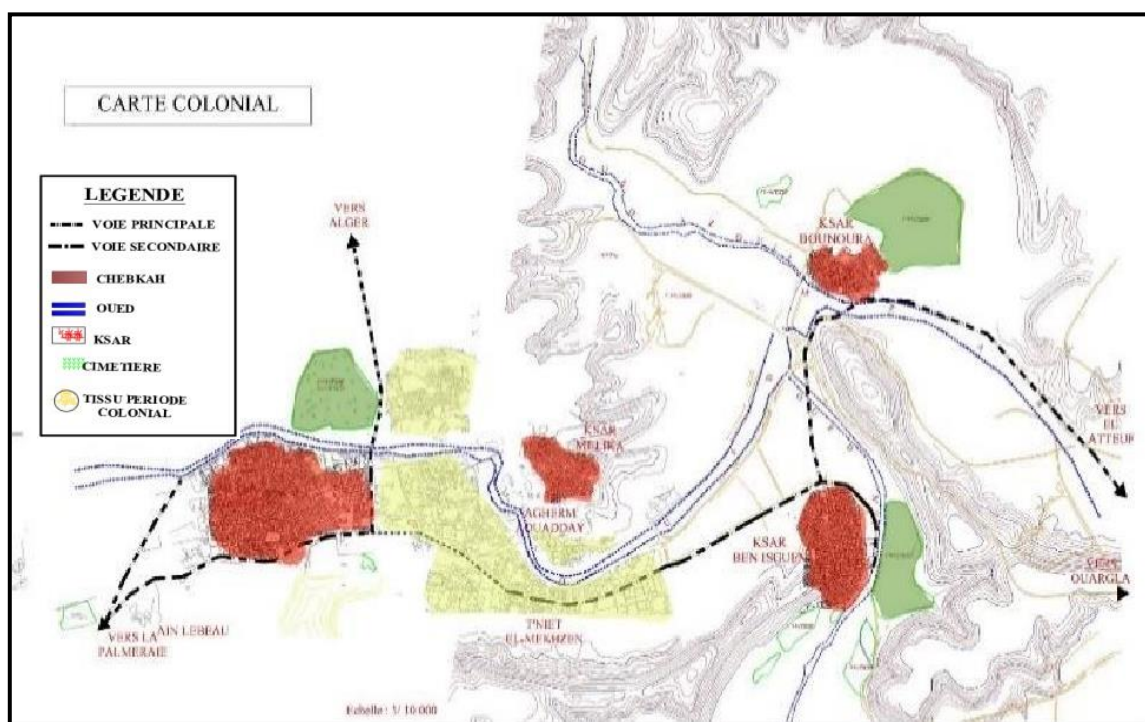 CARTE COLONIAL
LEGENDE
VOIE PRINCIPALE
VOIE SECONDAIRE
CHEBKAH
OUED
KSAR
CIMETIERE
TISSU PERIODE
COLONIAL
VERS
ALGER
KSAR
BOUNOURA
KSAR
MELIKA
AGHERM
OUADDAY
KSAR
BEN ISGUEN
VERS
EL
ATTEUF
VERS
OUARGLA
T'NIET
EL-MEKHZEN
AIN LEBEAU
VERS LA
PALMERAIE
Echelle : 1/ 10 000